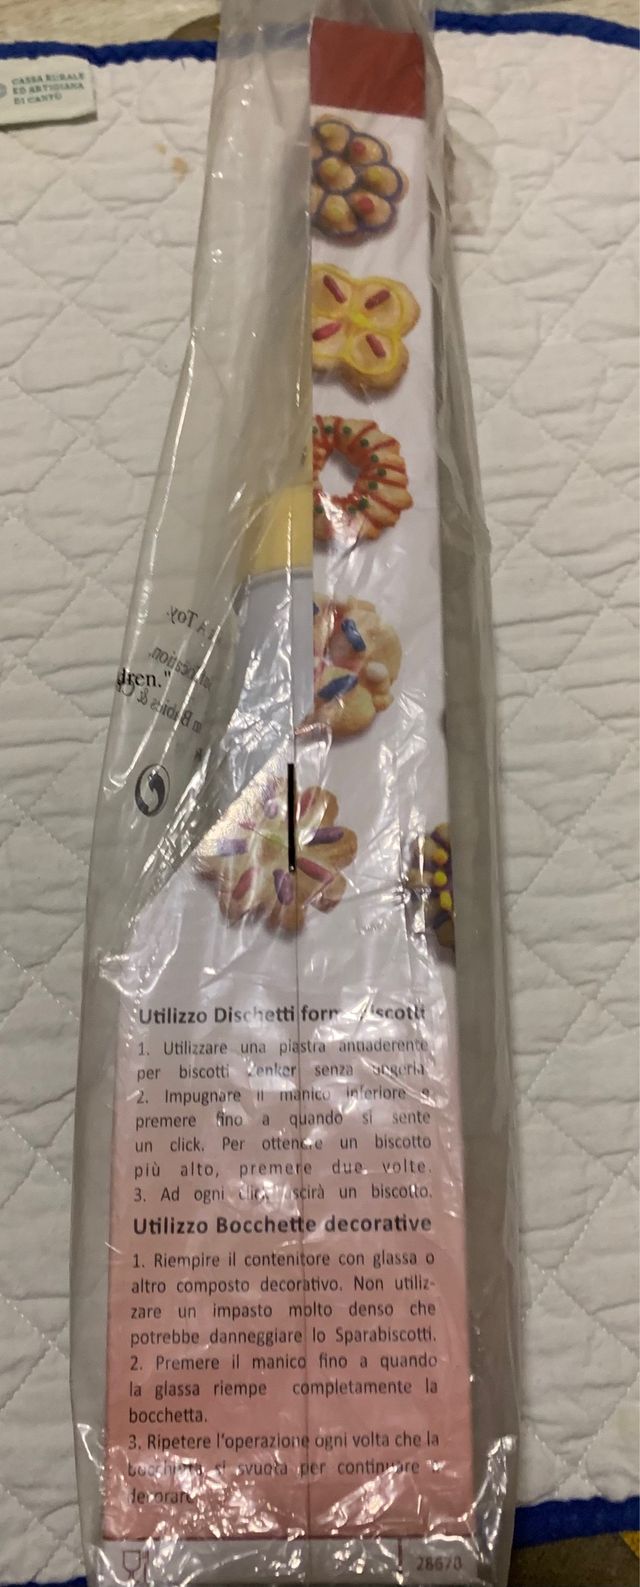 CASSA RURALE
ED ARTIGIANA
DI CANTÙ
A Toy.
dren."
Babies &
Utilizzo Dischetti
1. Utilizzare una piastra antiaderente
per biscotti Zenker senza ungerla
2. Impugnare il manico inferiore e
premere fino a quando si sente
un click. Per ottenere un biscotto
più alto, premere due volte.
3. Ad ogni click uscirà un biscotto.
Utilizzo Bocchette decorative
1. Riempire il contenitore con glassa o
altro composto decorativo. Non utiliz-
zare un impasto molto denso che
potrebbe danneggiare lo Sparabiscotti.
2. Premere il manico fino a quando
la glassa riempe completamente la
bocchetta.
3. Ripetere l'operazione ogni volta che la
bocchetta si svuota per continuare a
decorare
28670